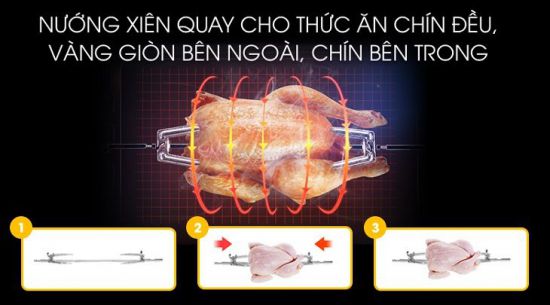 NƯỚNG XIÊN QUAY CHO THỨC ĂN CHÍN ĐỀU,
VÀNG GIÒN BÊN NGOÀI, CHÍN BÊN TRONG
1 2 3